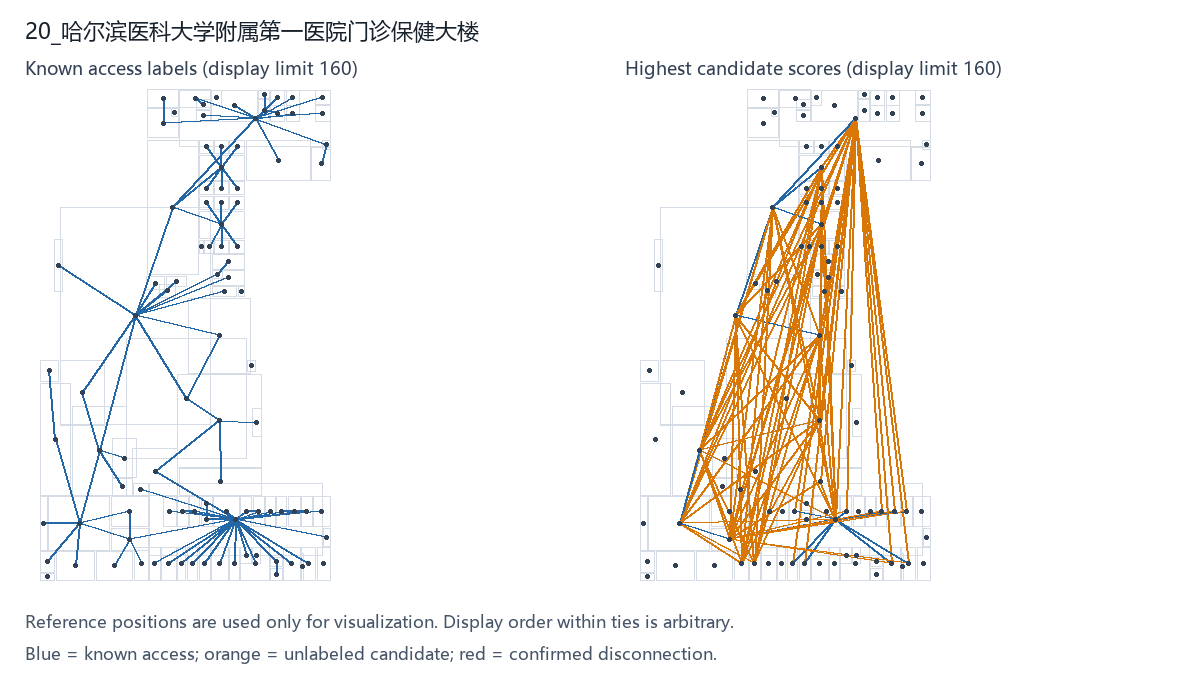 20_哈尔滨医科大学附属第一医院门诊保健大楼
Known access labels (display limit 160)
Highest candidate scores (display limit 160)
Reference positions are used only for visualization. Display order within ties is arbitrary.
Blue = known access; orange = unlabeled candidate; red = confirmed disconnection.